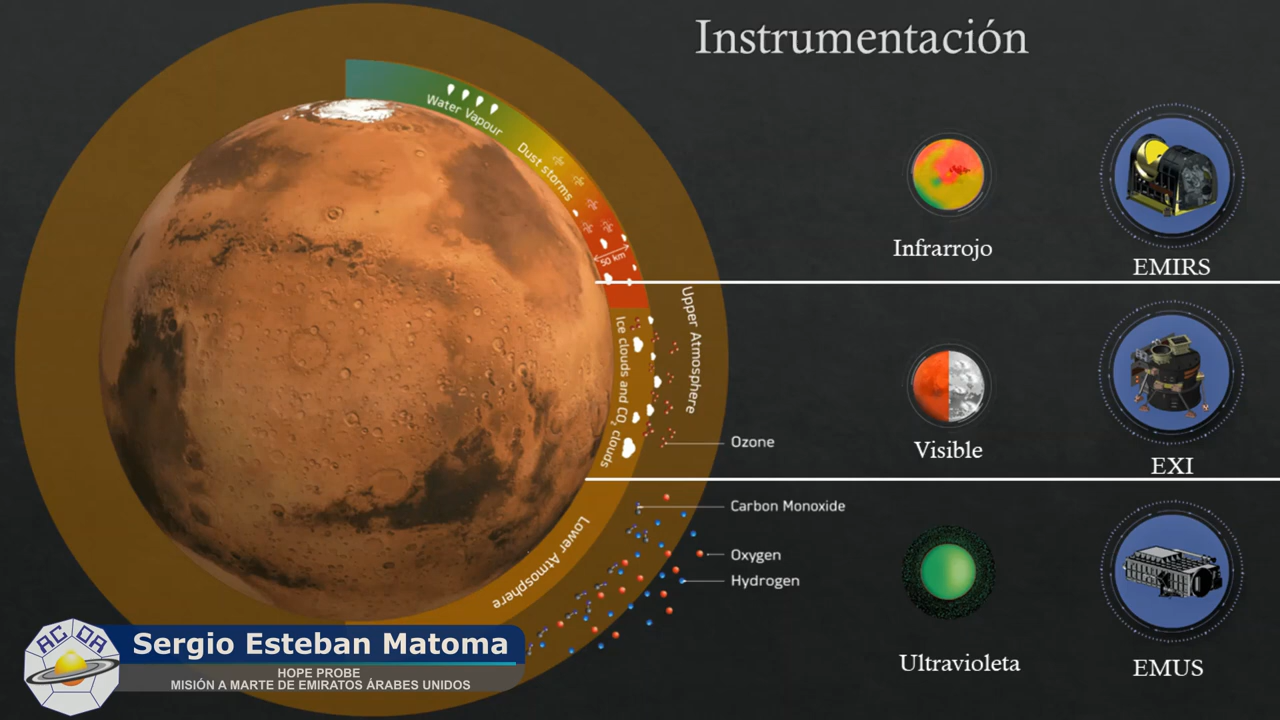 Instrumentación
Water Vapour
Dust storms
50 km
Upper Atmosphere
Ice clouds and CO₂ clouds
Lower Atmosphere
Ozone
Carbon Monoxide
Oxygen
Hydrogen
Infrarrojo
EMIRS
Visible
EXI
Ultravioleta
EMUS
ACDA
Sergio Esteban Matoma
HOPE PROBE
MISIÓN A MARTE DE EMIRATOS ÁRABES UNIDOS